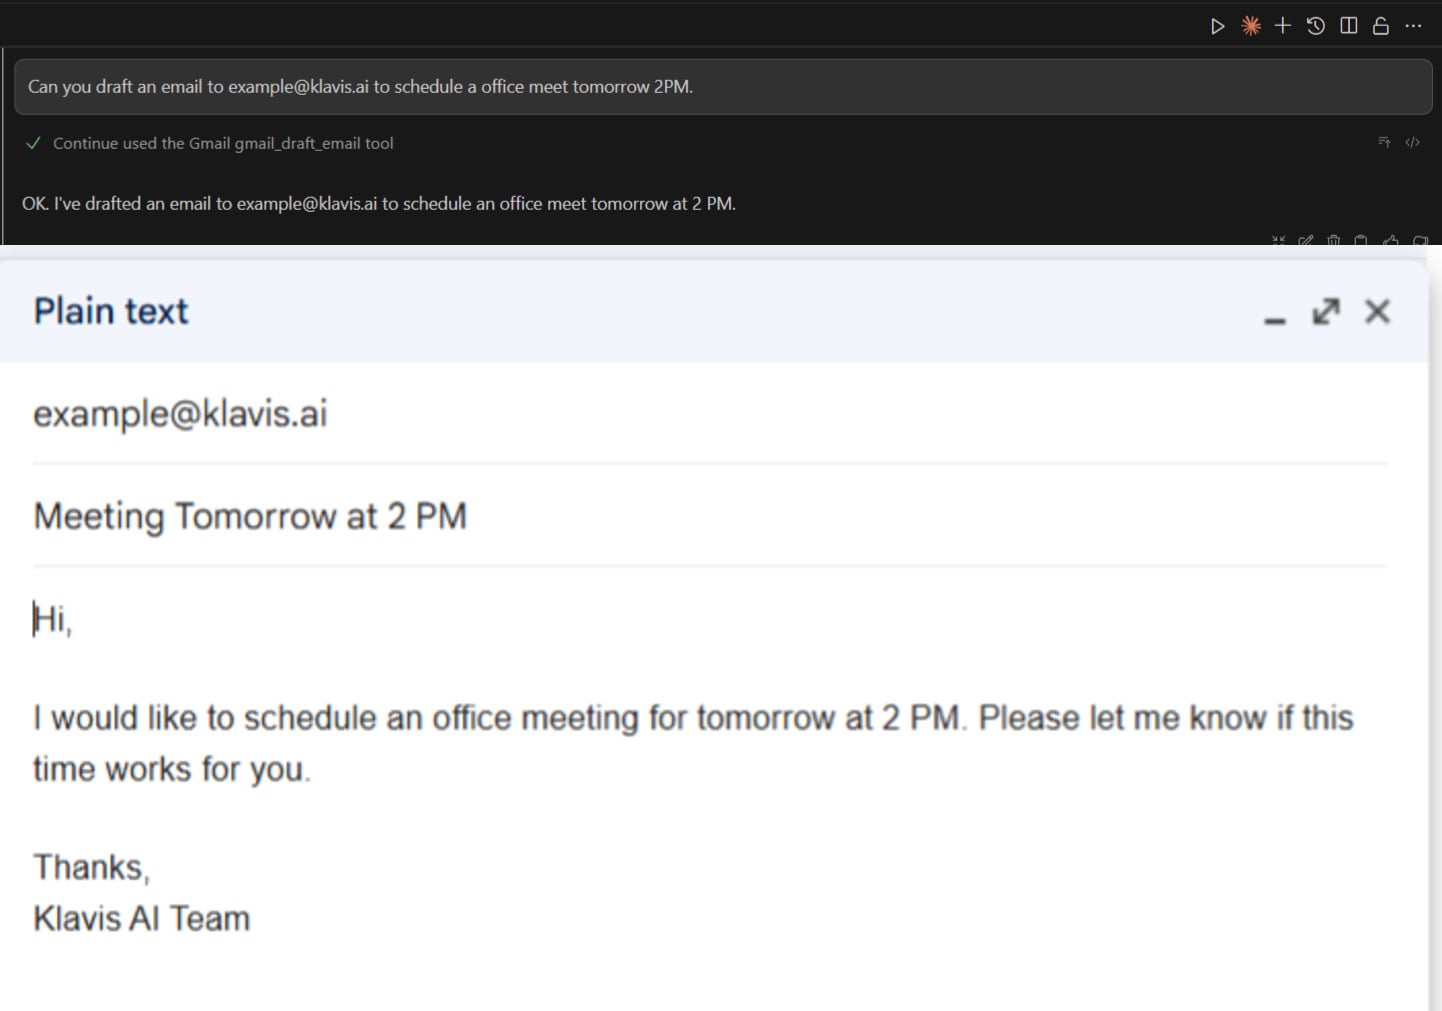 Can you draft an email to example@klavis.ai to schedule a office meet tomorrow 2PM.
Continue used the Gmail gmail_draft_email tool
OK. I've drafted an email to example@klavis.ai to schedule an office meet tomorrow at 2 PM.
Plain text
example@klavis.ai
Meeting Tomorrow at 2 PM
Hi,
I would like to schedule an office meeting for tomorrow at 2 PM. Please let me know if this
time works for you.
Thanks,
Klavis AI Team